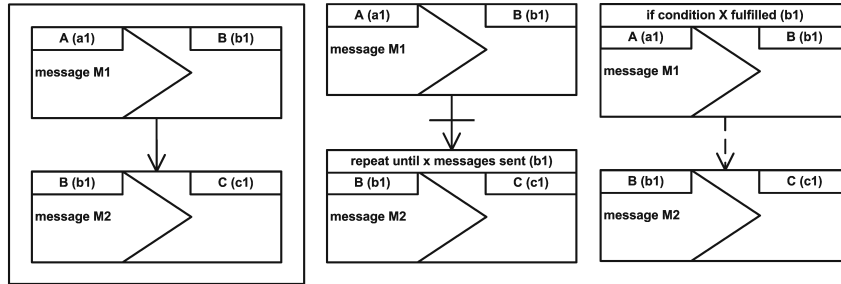 A (a1) B (b1)
message M1
B (b1) C (c1)
message M2
A (a1) B (b1)
message M1
repeat until x messages sent (b1)
B (b1) C (c1)
message M2
if condition X fulfilled (b1)
A (a1) B (b1)
message M1
B (b1) C (c1)
message M2